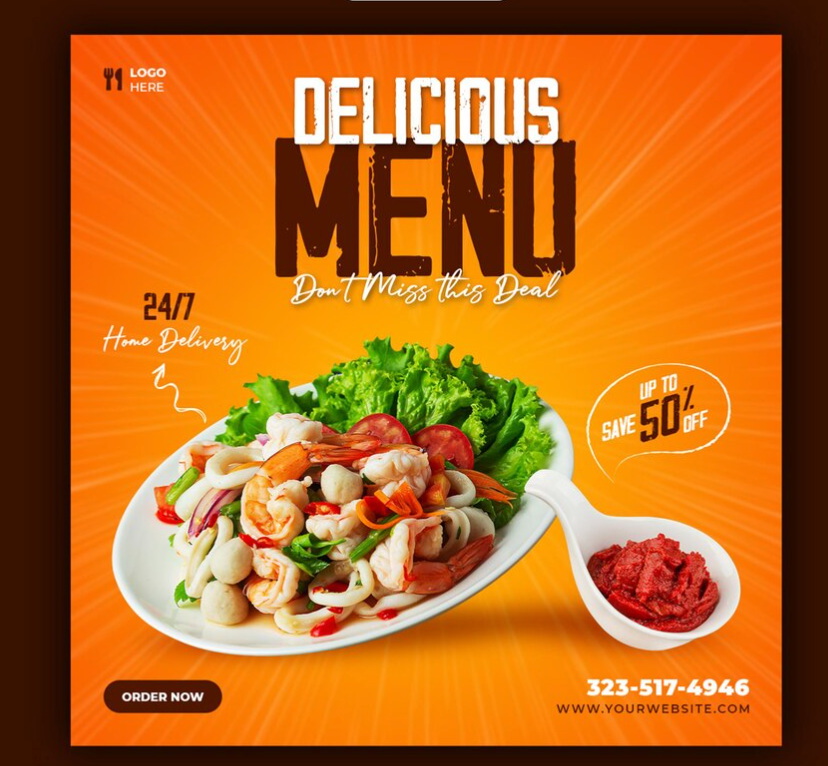 LOGO
HERE
DELICIOUS
MENU
Don't Miss this Deal
24/7
Home Delivery
UP TO
SAVE 50% OFF
ORDER NOW
323-517-4946
WWW.YOURWEBSITE.COM